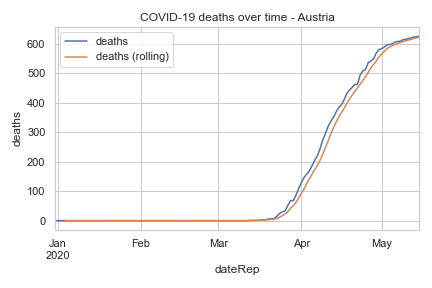 COVID-19 deaths over time - Austria
deaths
deaths (rolling)
600
500
400
300
200
100
0
deaths
Jan
2020
Feb
Mar
Apr
May
dateRep